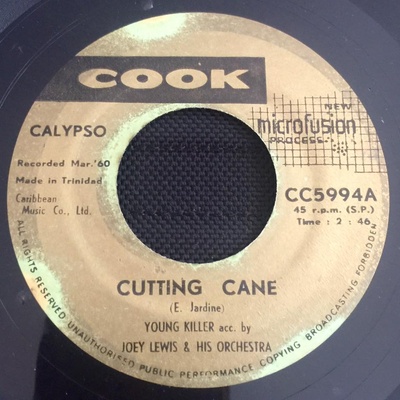 COOK
CALYPSO
NEW
microfusion
PROCESS
Recorded Mar.'60
Made in Trinidad
Caribbean
Music Co., Ltd.
CC5994A
45 r.p.m. (S.P.)
Time : 2 : 46
CUTTING CANE
(E. Jardine)
YOUNG KILLER acc. by
JOEY LEWIS & HIS ORCHESTRA
ALL RIGHTS RESERVED UNAUTHORISED PUBLIC PERFORMANCE COPYING BROADCASTING FORBIDDEN